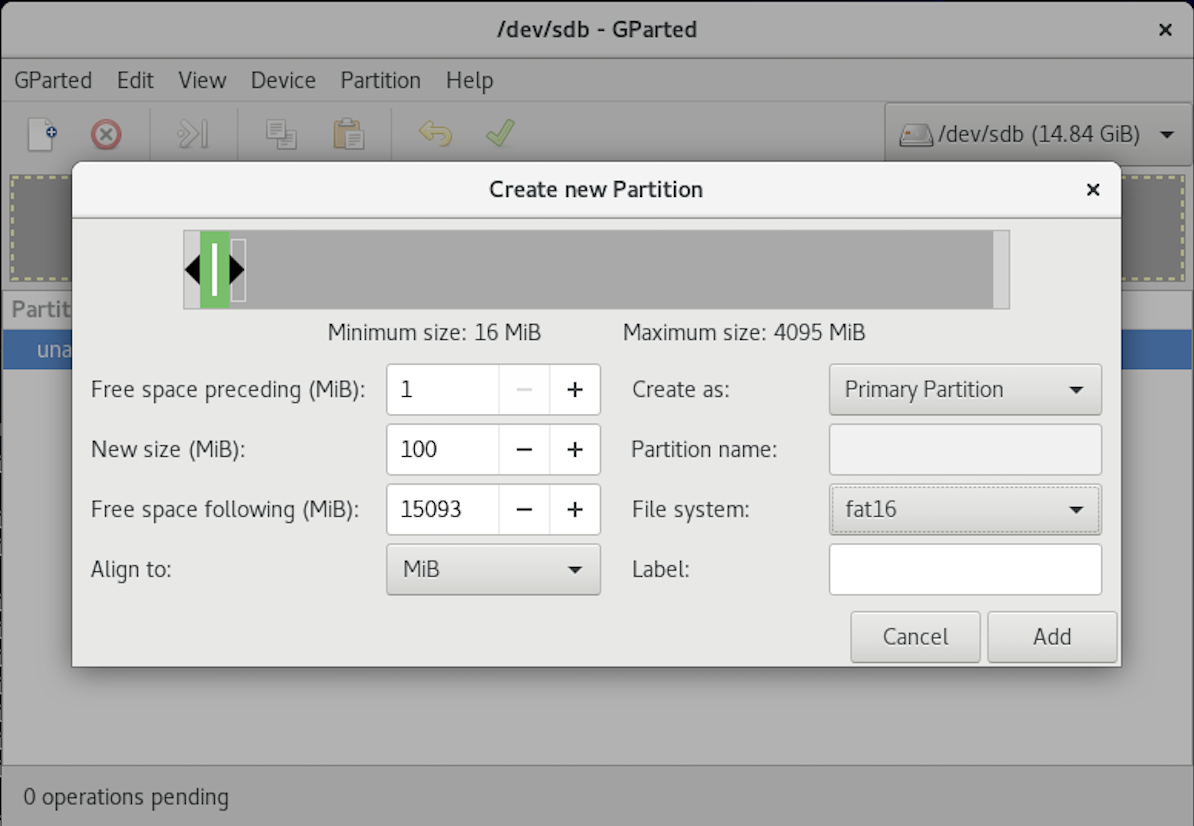 /dev/sdb - GParted
GParted Edit View Device Partition Help
/dev/sdb (14.84 GiB)
Create new Partition
Partit
una
Minimum size: 16 MiB Maximum size: 4095 MiB
Free space preceding (MiB): 1 Create as: Primary Partition
New size (MiB): 100 Partition name:
Free space following (MiB): 15093 File system: fat16
Align to: MiB Label:
Cancel Add
0 operations pending